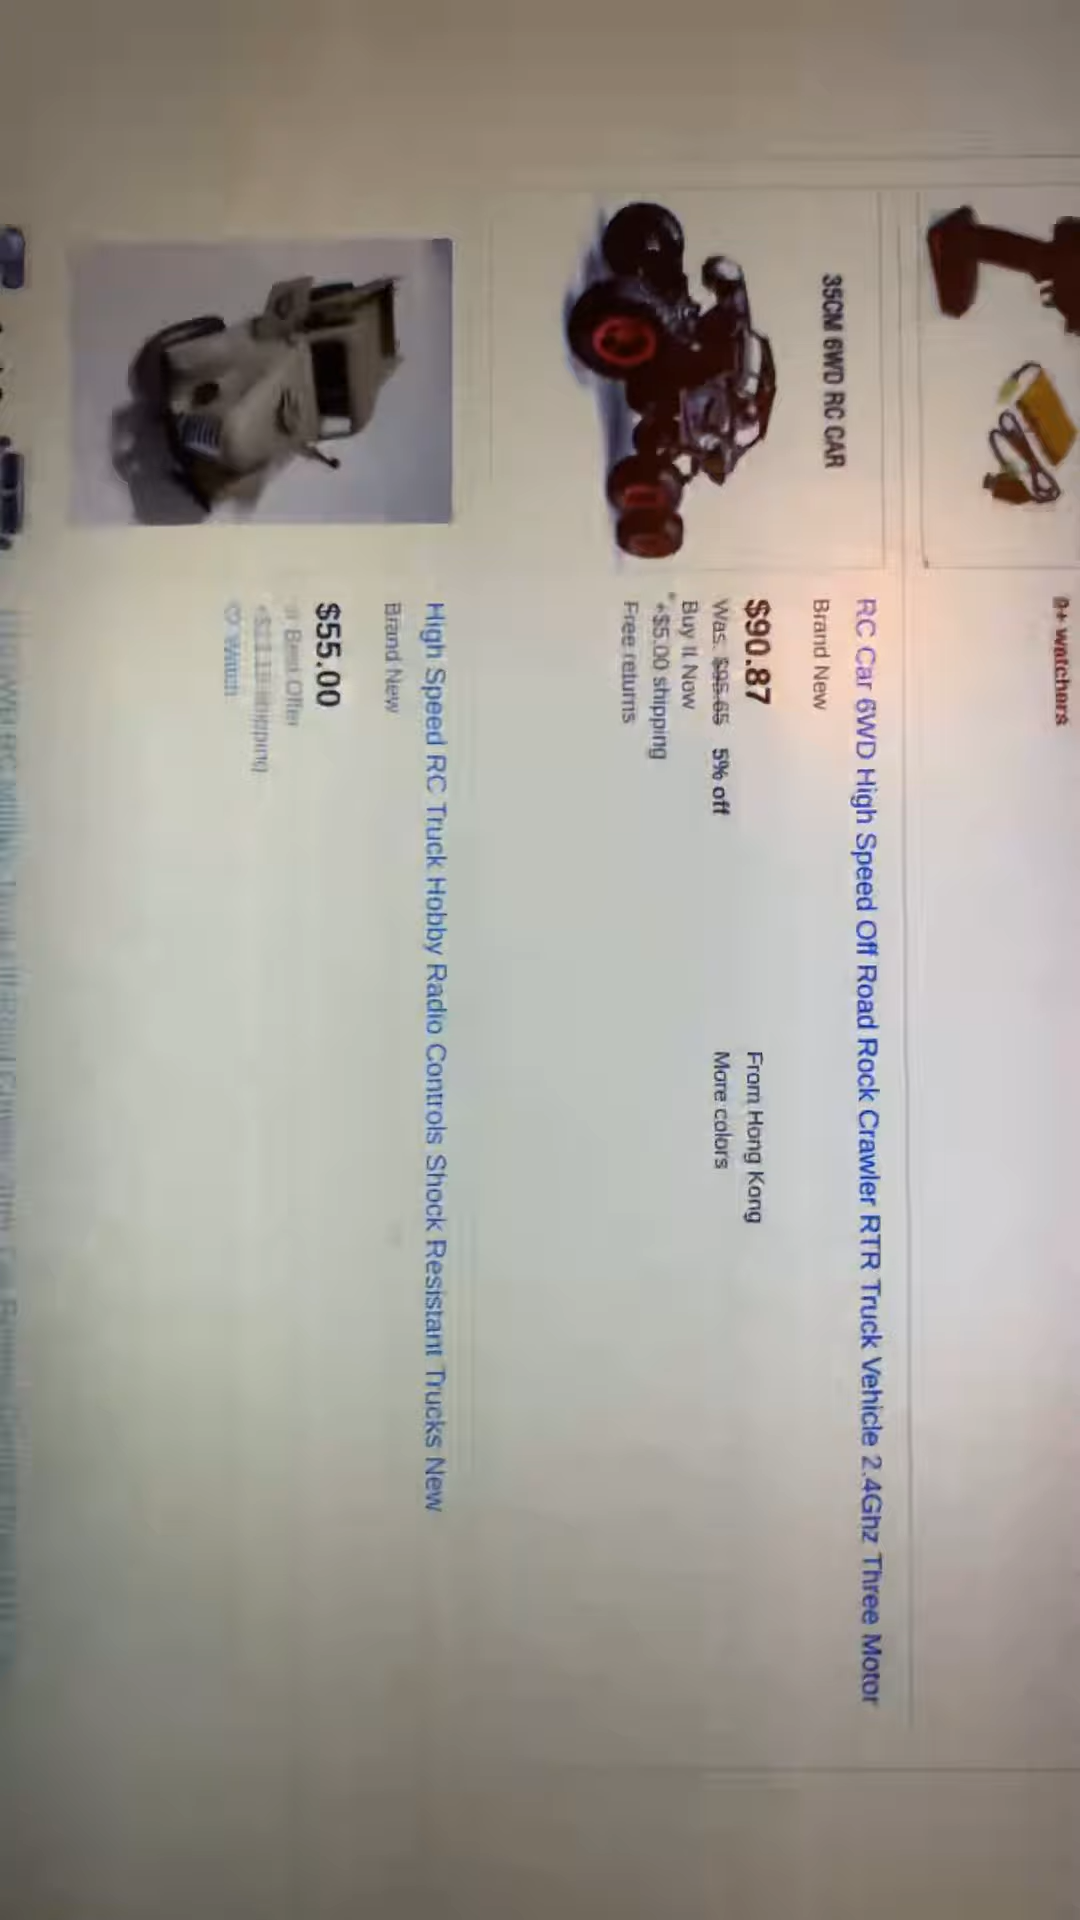 9+ watchers
35CM 6WD RC CAR
RC Car 6WD High Speed Off Road Rock Crawler RTR Truck Vehicle 2.4Ghz Three Motor
Brand New
$90.87
From Hong Kong
Was: $95.65 5% off
More colors
Buy It Now
+$5.00 shipping
Free returns
High Speed RC Truck Hobby Radio Controls Shock Resistant Trucks New
Brand New
$55.00
or Best Offer
shipping
Watch